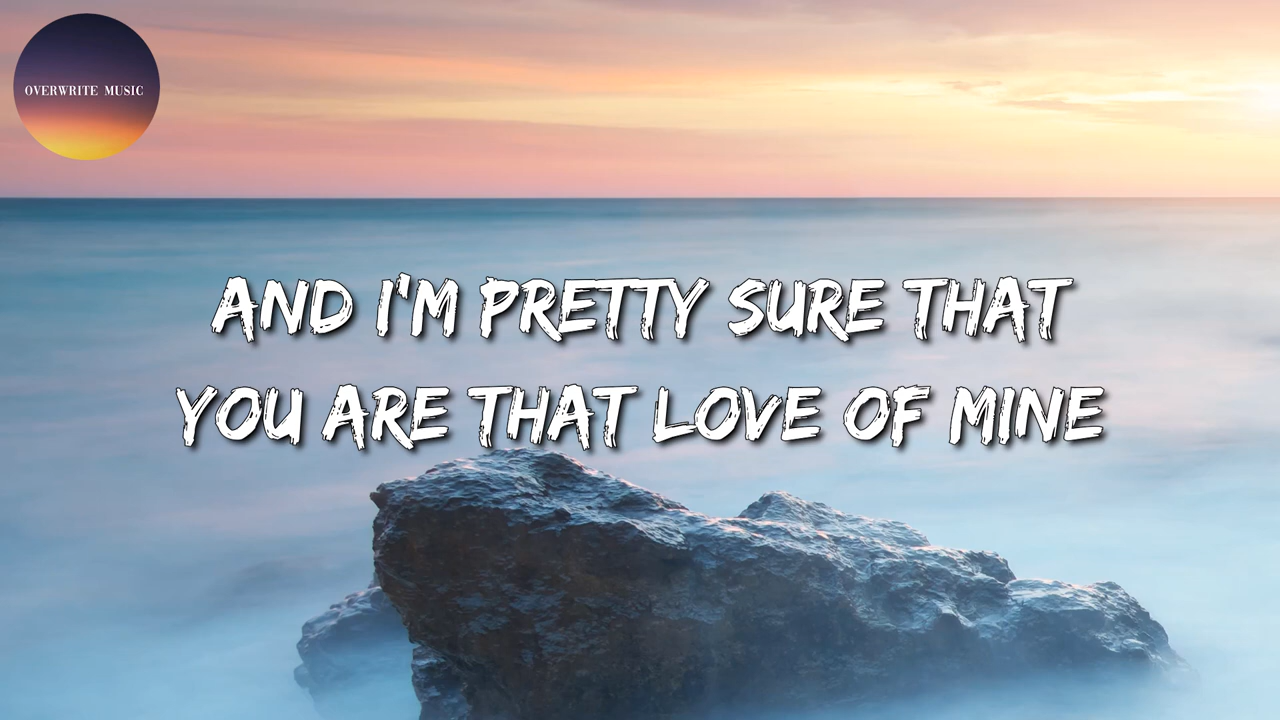 OVERWRITE MUSIC
AND I'M PRETTY SURE THAT
YOU ARE THAT LOVE OF MINE